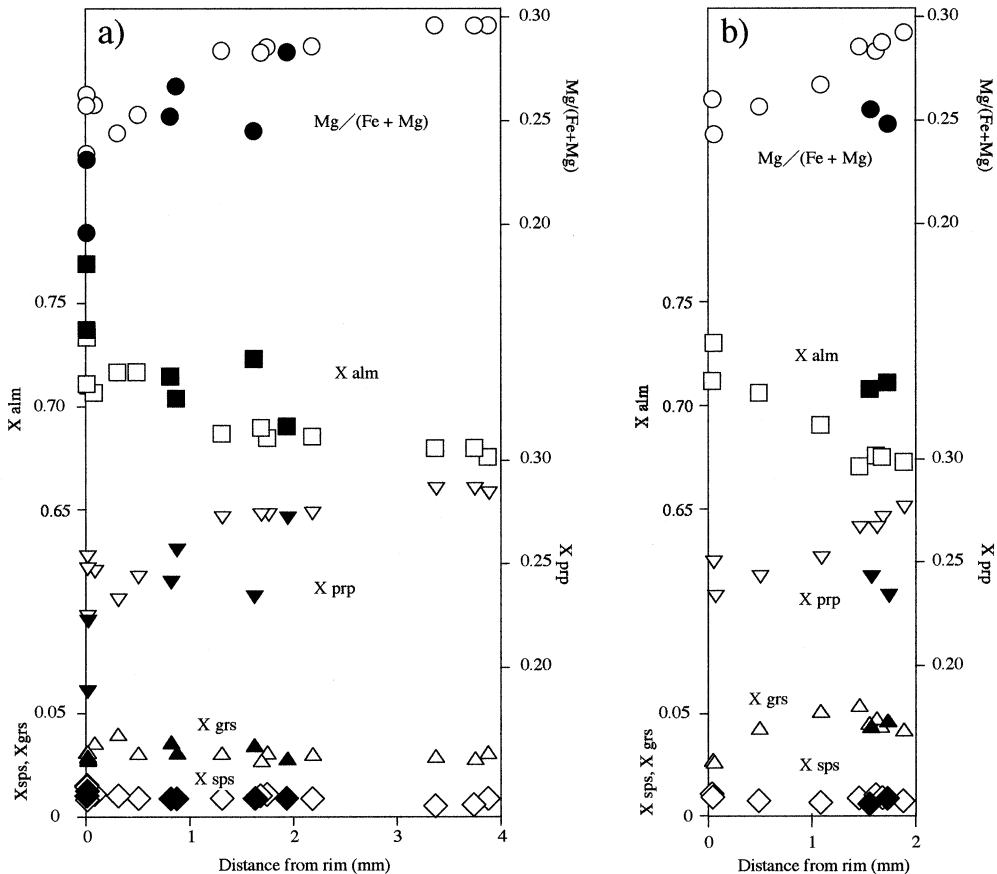 a)
0.30
0.25
0.20
Mg/(Fe+Mg)
Mg/(Fe + Mg)
0.75
0.70
0.65
X alm
X alm
0.30
0.25
0.20
X prp
X prp
0.05
0
Xsps, Xgrs
X grs
X sps
0 1 2 3 4
Distance from rim (mm)
b)
0.30
0.25
0.20
Mg/(Fe+Mg)
Mg/(Fe + Mg)
0.75
0.70
0.65
X alm
X alm
0.30
0.25
0.20
X prp
X prp
0.05
0
X sps, X grs
X grs
X sps
0 1 2
Distance from rim (mm)